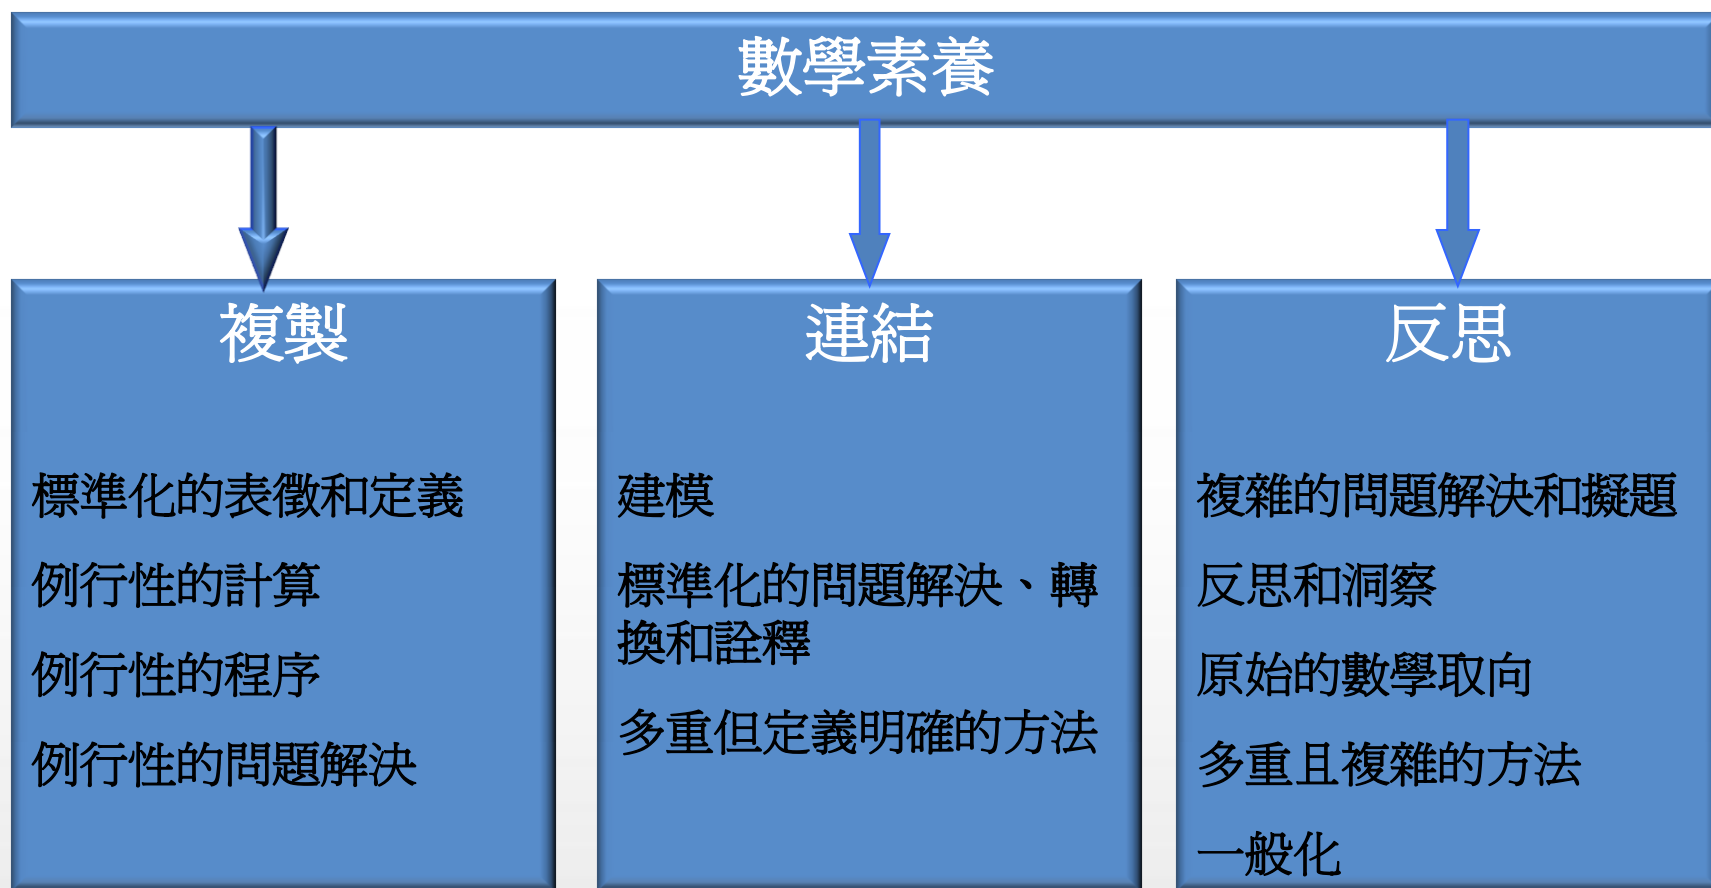 數學素養
複製
標準化的表徵和定義
例行性的計算
例行性的程序
例行性的問題解決
連結
建模
標準化的問題解決、轉
換和詮釋
多重但定義明確的方法
反思
複雜的問題解決和擬題
反思和洞察
原始的數學取向
多重且複雜的方法
一般化